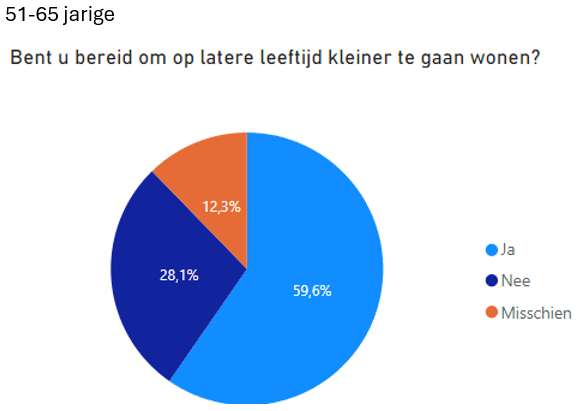 51-65 jarige
Bent u bereid om op latere leeftijd kleiner te gaan wonen?
12,3%
28,1%
59,6%
Ja
Nee
Misschien